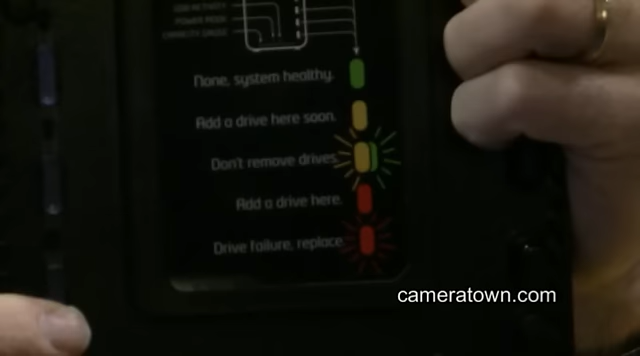 None, system healthy.
Add a drive here soon.
Don't remove drives.
Add a drive here.
Drive failure, replace
cameratown.com